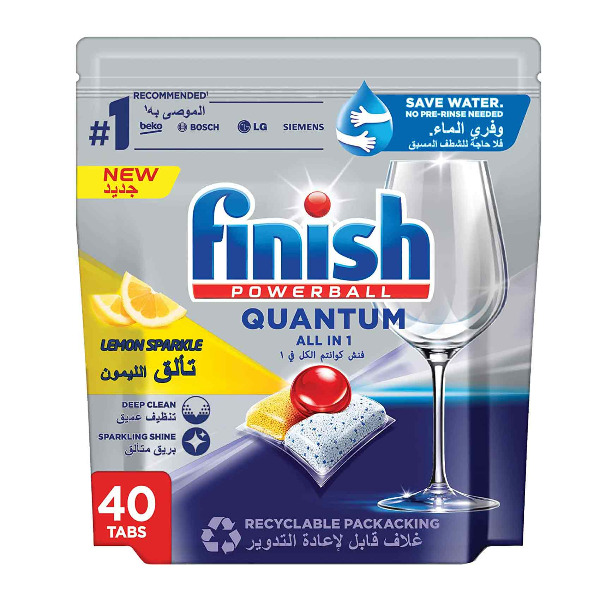 #1
RECOMMENDED¹
الموصى به¹
beko BOSCH LG SIEMENS
SAVE WATER.
NO PRE-RINSE NEEDED
وفري الماء.
فلا حاجة للشطف المسبق
NEW
جديد
finish
POWERBALL
QUANTUM
ALL IN 1
فنش كوانتم الكل في ١
LEMON SPARKLE
تألق الليمون
DEEP CLEAN
تنظيف عميق
SPARKLING SHINE
بريق متألق
40
TABS
RECYCLABLE PACKACKING
غلاف قابل لإعادة التدوير